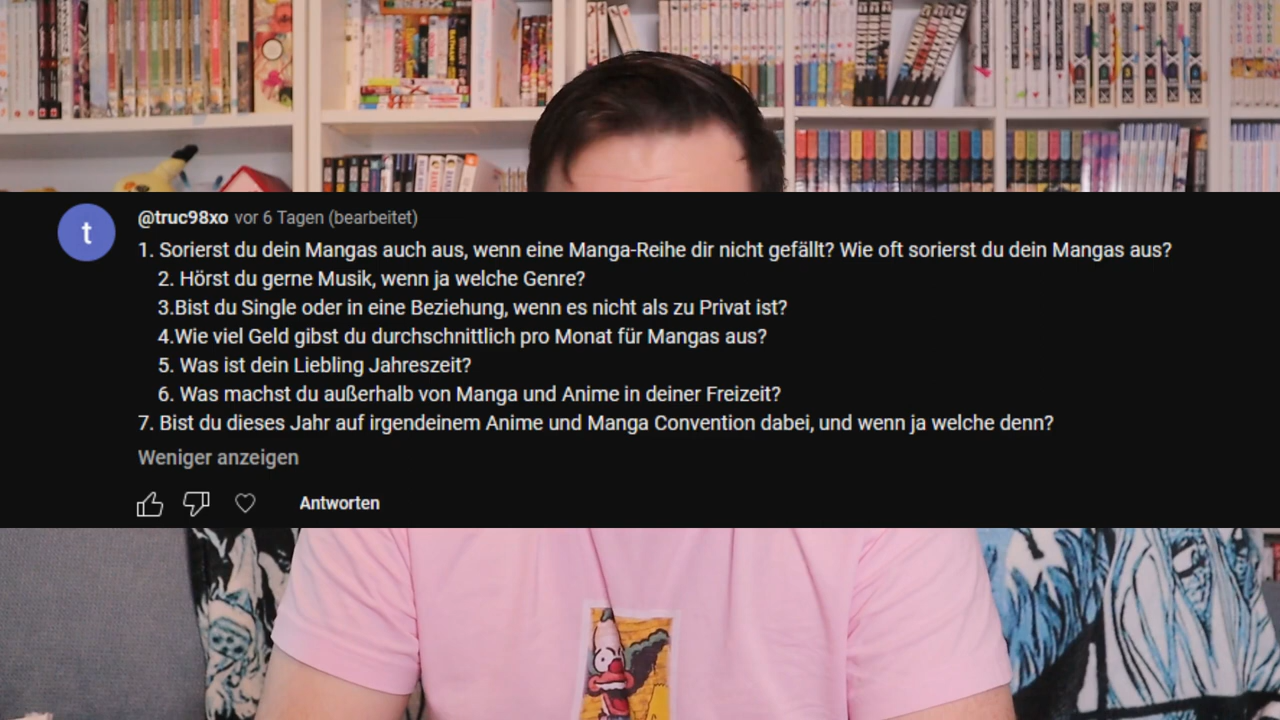 @truc98xo vor 6 Tagen (bearbeitet)
1. Sorierst du dein Mangas auch aus, wenn eine Manga-Reihe dir nicht gefällt? Wie oft sorierst du dein Mangas aus?
2. Hörst du gerne Musik, wenn ja welche Genre?
3.Bist du Single oder in eine Beziehung, wenn es nicht als zu Privat ist?
4.Wie viel Geld gibst du durchschnittlich pro Monat für Mangas aus?
5. Was ist dein Liebling Jahreszeit?
6. Was machst du außerhalb von Manga und Anime in deiner Freizeit?
7. Bist du dieses Jahr auf irgendeinem Anime und Manga Convention dabei, und wenn ja welche denn?
Weniger anzeigen
Antworten